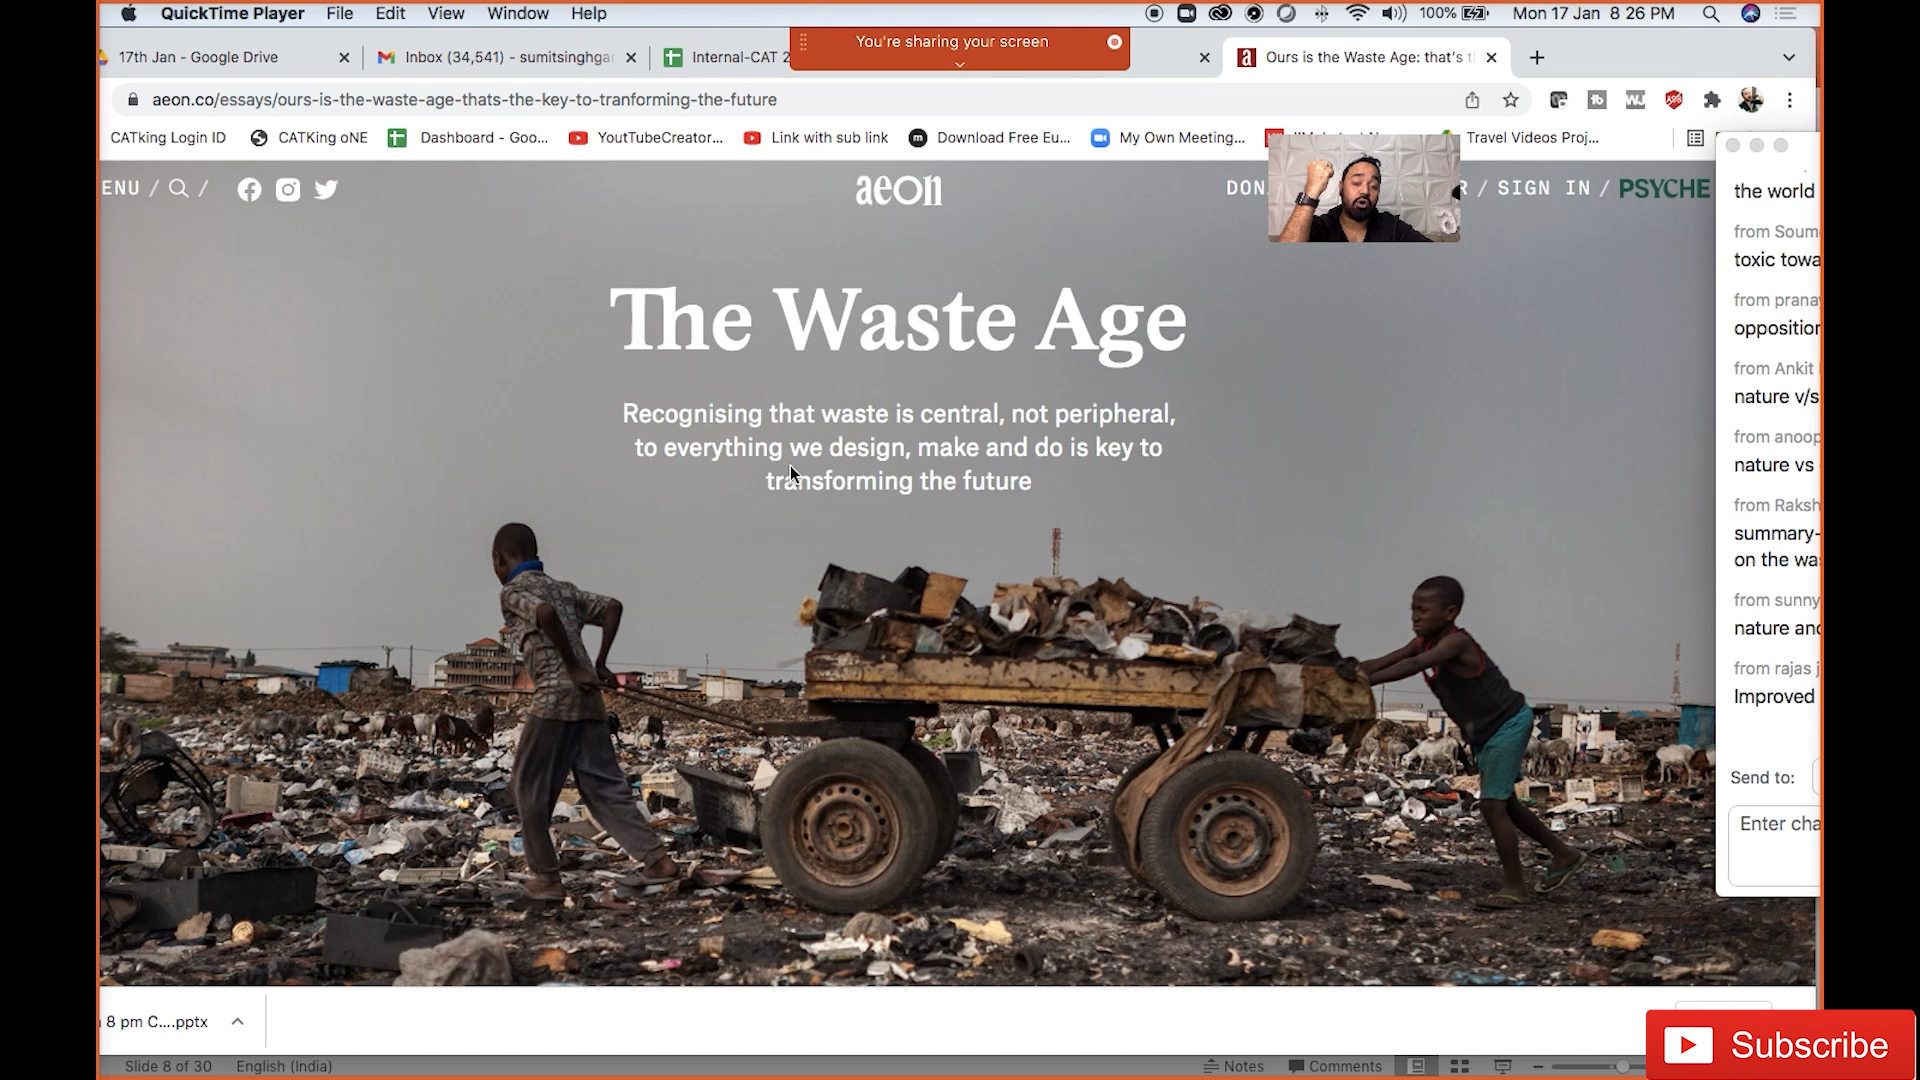 QuickTime Player File Edit View Window Help 100% Mon 17 Jan 8 26 PM
17th Jan - Google Drive Inbox (34,541) - sumitsinghgar Internal-CAT 2 You're sharing your screen Ours is the Waste Age: that's th
aeon.co/essays/ours-is-the-waste-age-thats-the-key-to-tranforming-the-future
CATking Login ID CATKing oNE Dashboard - Goo... YoutTubeCreator... Link with sub link Download Free Eu... My Own Meeting... Travel Videos Proj...
ENU / / aeon DON R / SIGN IN / PSYCHE
The Waste Age
Recognising that waste is central, not peripheral,
to everything we design, make and do is key to
transforming the future
the world
from Soum
toxic towa
from pranay
opposition
from Ankit
nature v/s
from anoop
nature vs
from Raksh
summary-
on the wa
from sunny
nature and
from rajas j
Improved
Send to:
Enter cha
8 pm C....pptx
Slide 8 of 30 English (India) Notes Comments
Subscribe